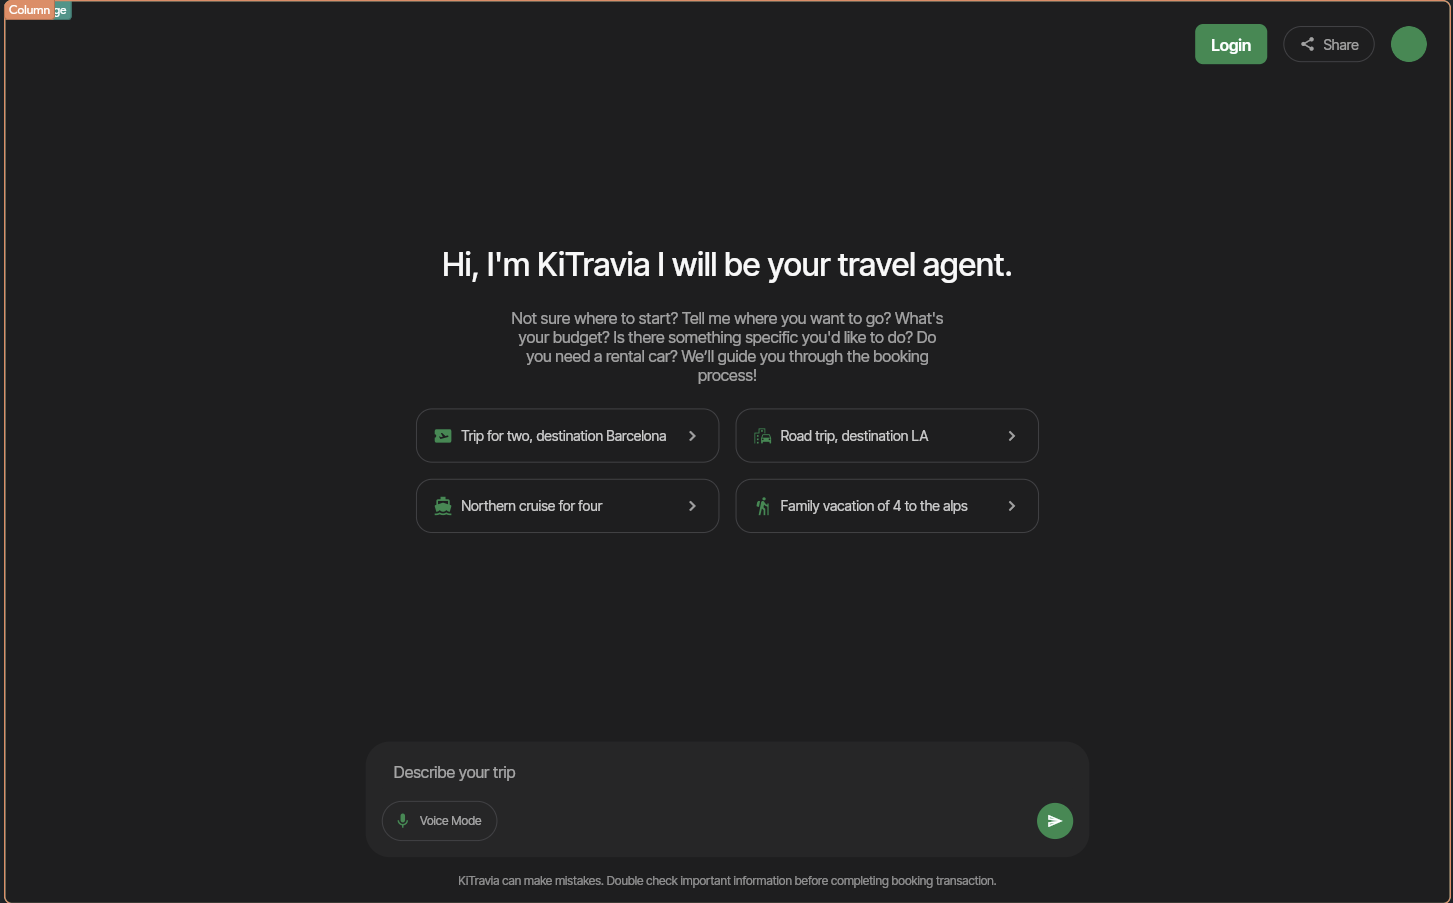 Column ge
Login
Share
Hi, I'm KiTravia I will be your travel agent.
Not sure where to start? Tell me where you want to go? What's
your budget? Is there something specific you'd like to do? Do
you need a rental car? We’ll guide you through the booking
process!
Trip for two, destination Barcelona
Road trip, destination LA
Northern cruise for four
Family vacation of 4 to the alps
Describe your trip
Voice Mode
KITravia can make mistakes. Double check important information before completing booking transaction.